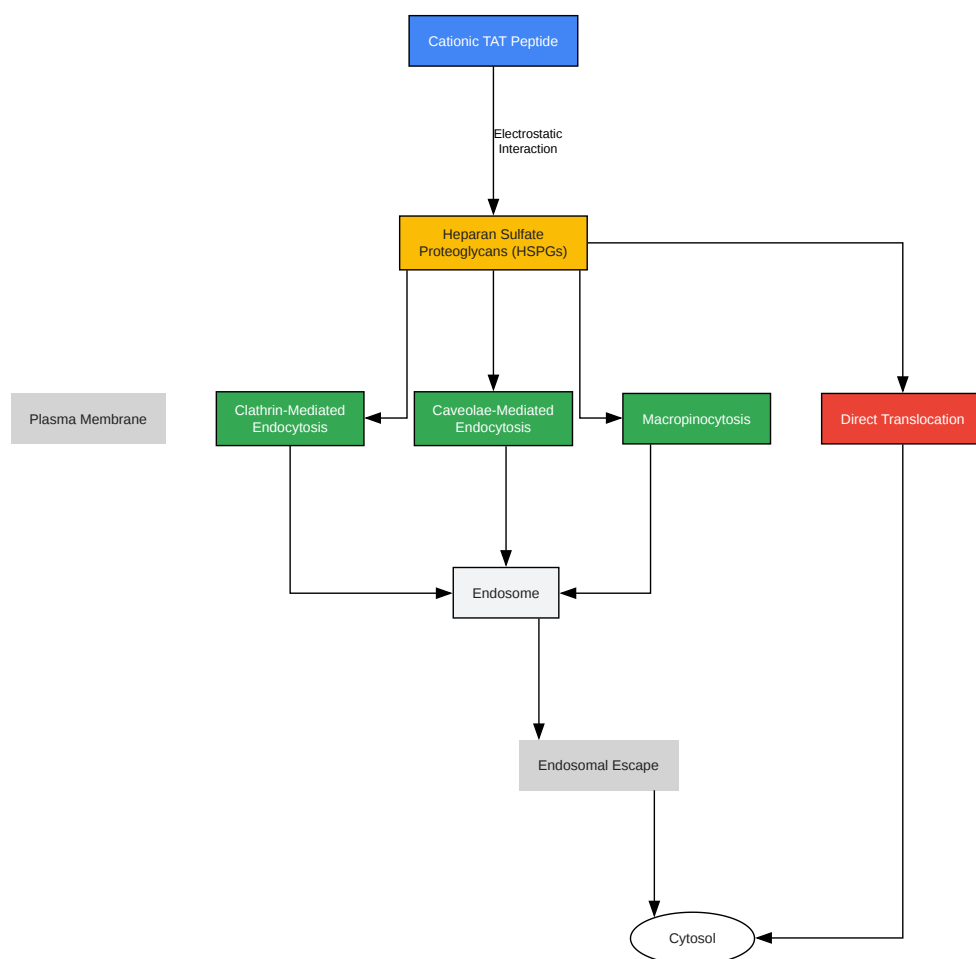 Cationic TAT Peptide
Electrostatic
Interaction
Heparan Sulfate
Proteoglycans (HSPGs)
Plasma Membrane
Clathrin-Mediated
Endocytosis
Caveolae-Mediated
Endocytosis
Macropinocytosis
Direct Translocation
Endosome
Endosomal Escape
Cytosol